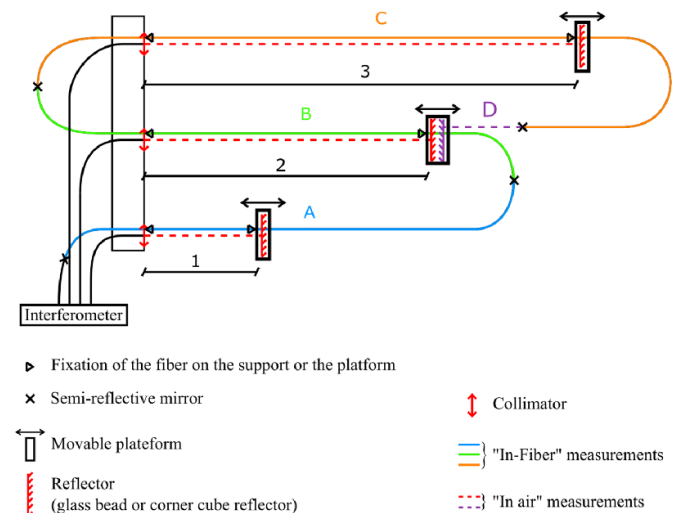 C
3
B
D
2
A
1
Interferometer
Fixation of the fiber on the support or the platform
Semi-reflective mirror
Collimator
Movable plateform
"In-Fiber" measurements
Reflector
(glass bead or corner cube reflector)
"In air" measurements